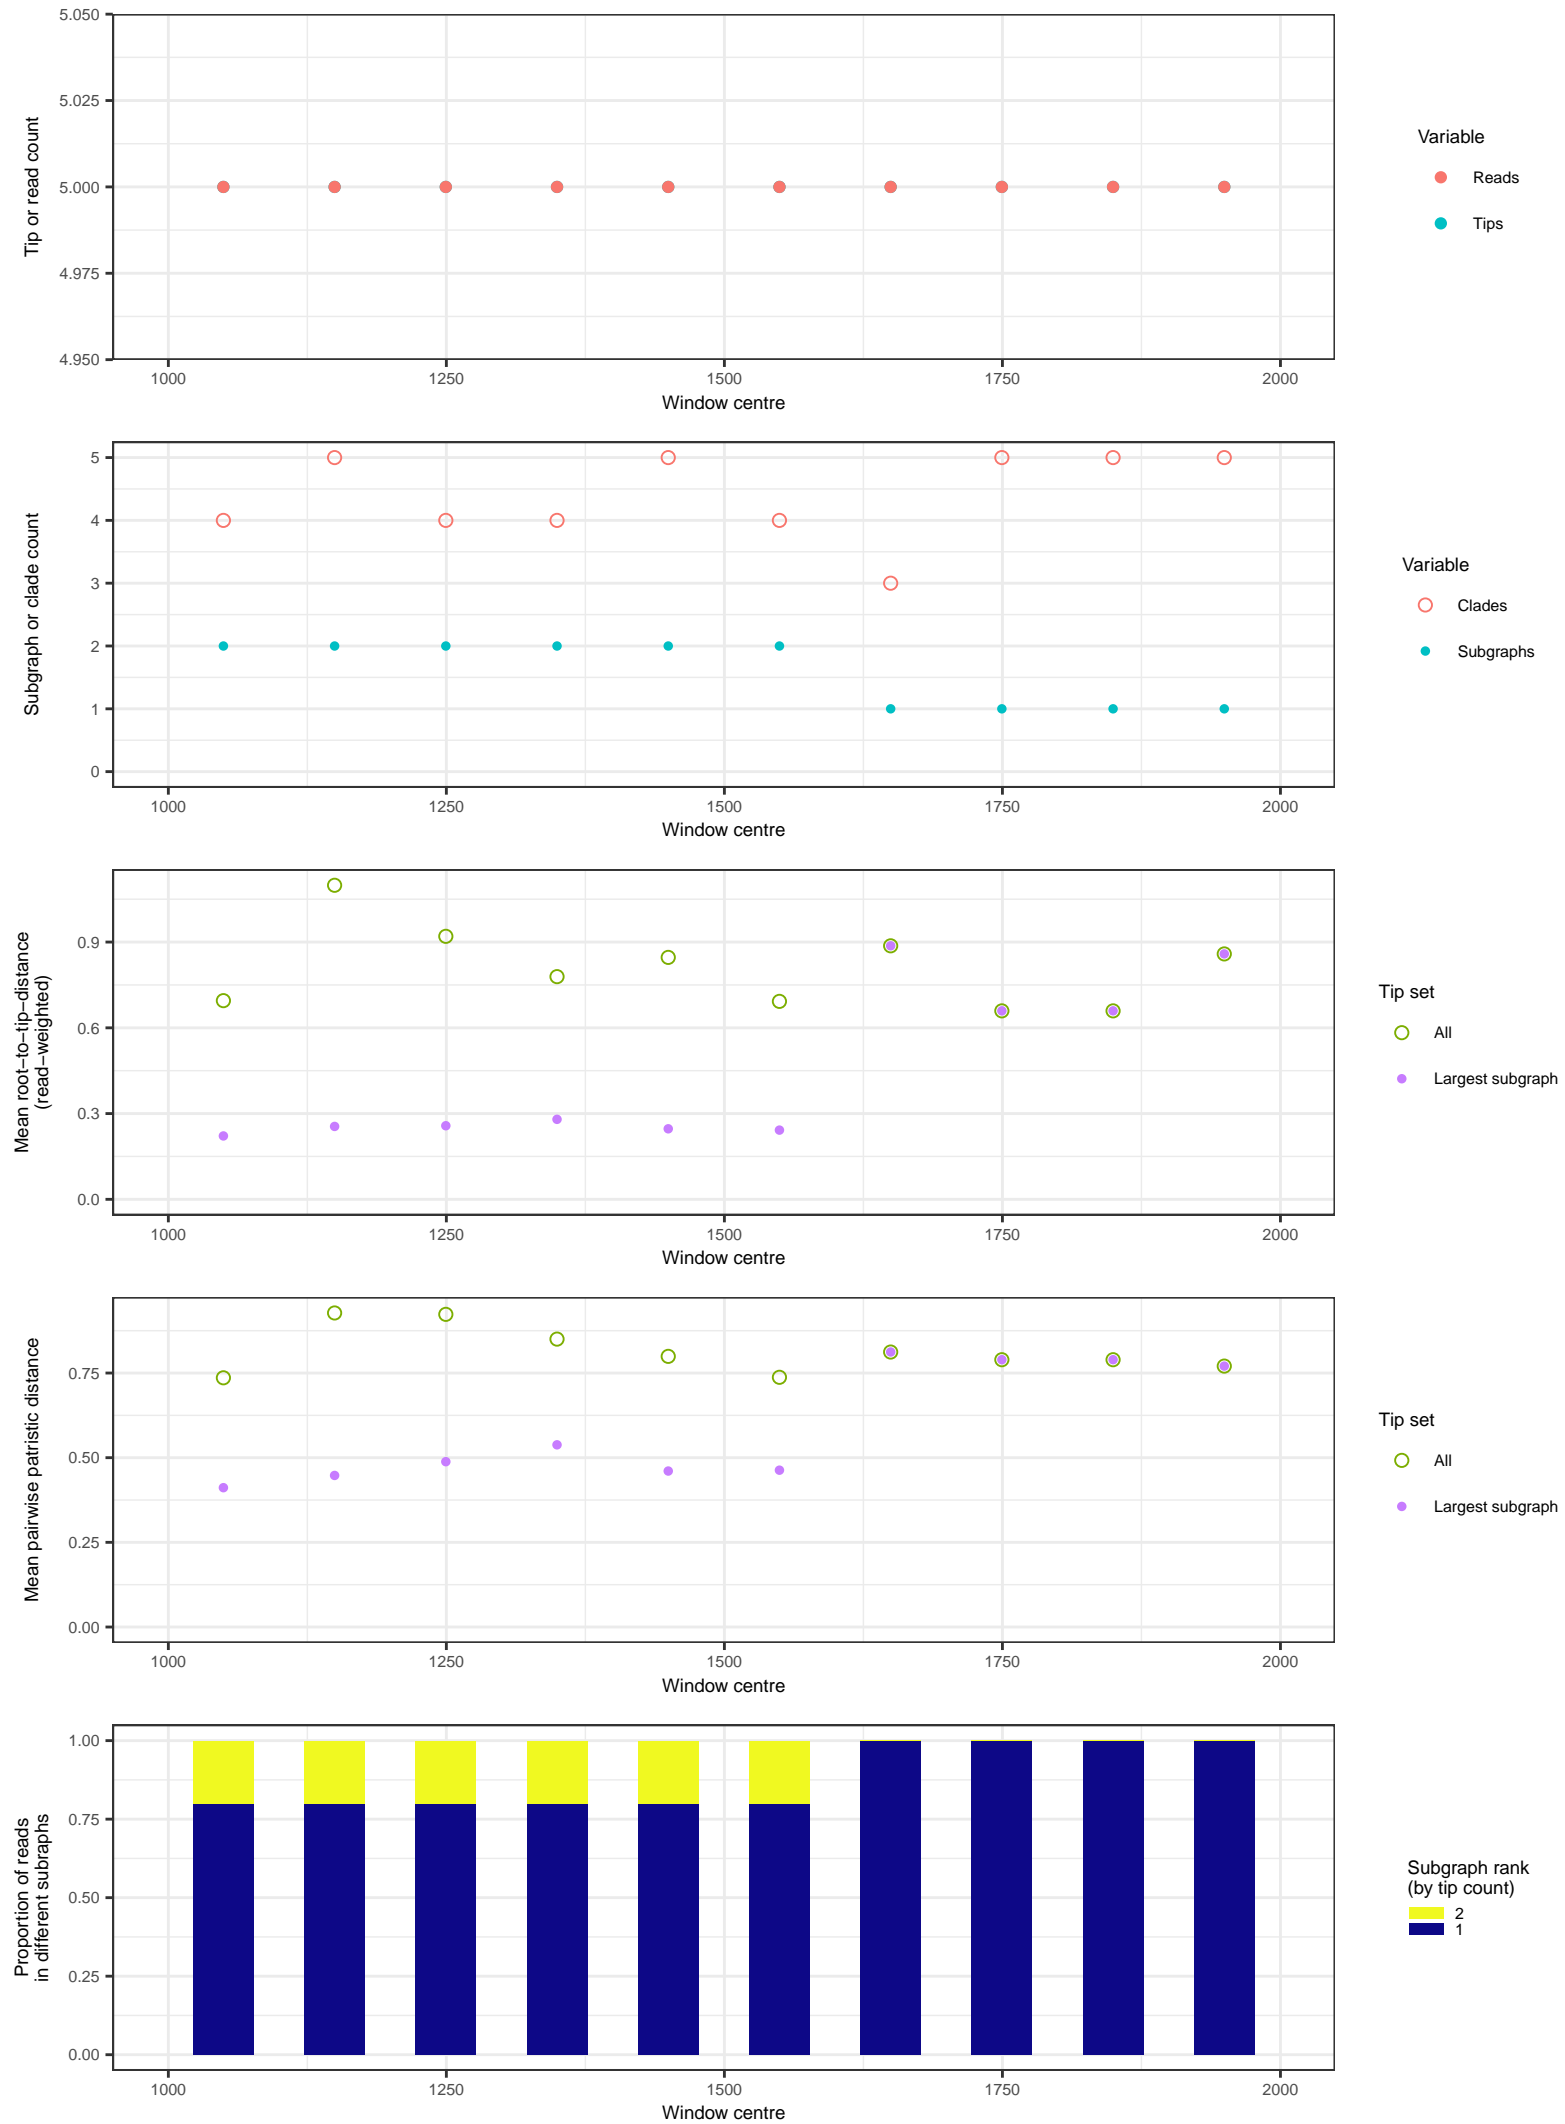 5.050
5.025
5.000
4.975
4.950
Tip or read count
1000 1250 1500 1750 2000
Window centre
Variable
Reads
Tips
5
4
3
2
1
0
Subgraph or clade count
1000 1250 1500 1750 2000
Window centre
Variable
Clades
Subgraphs
0.9
0.6
0.3
0.0
Mean root−to−tip−distance
(read−weighted)
1000 1250 1500 1750 2000
Window centre
Tip set
All
Largest subgraph
0.75
0.50
0.25
0.00
Mean pairwise patristic distance
1000 1250 1500 1750 2000
Window centre
Tip set
All
Largest subgraph
1.00
0.75
0.50
0.25
0.00
Proportion of reads
in different subraphs
1000 1250 1500 1750 2000
Window centre
Subgraph rank
(by tip count)
2
1